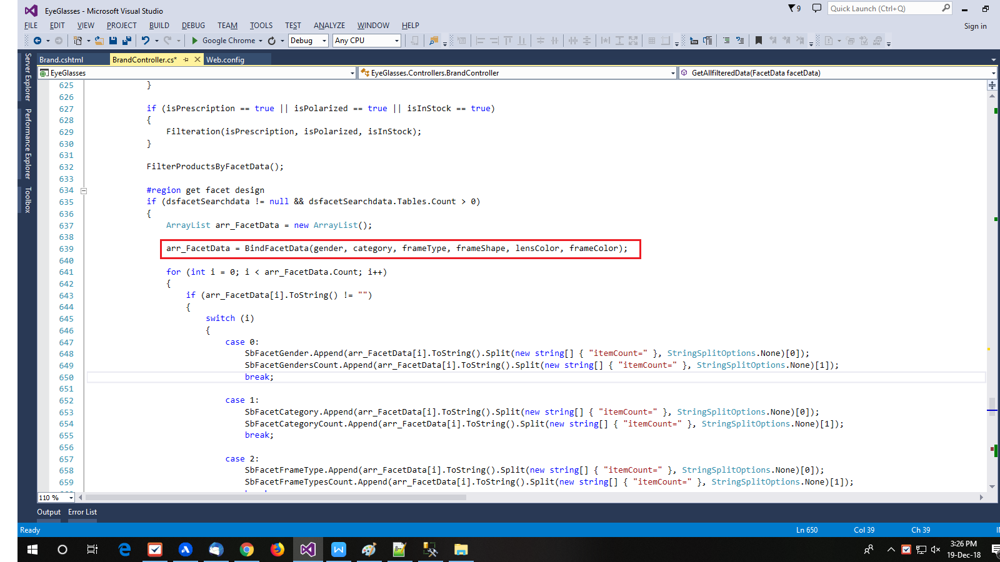 EyeGlasses - Microsoft Visual Studio
9
Quick Launch (Ctrl+Q)
FILE EDIT VIEW PROJECT BUILD DEBUG TEAM TOOLS TEST ANALYZE WINDOW HELP
Sign in
Google Chrome Debug Any CPU
Server Explorer
Performance Explorer
Toolbox
Brand.cshtml BrandController.cs* Web.config
EyeGlasses EyeGlasses.Controllers.BrandController GetAllfilteredData(FacetData facetData)
625 }
626
627 if (isPrescription == true || isPolarized == true || isInStock == true)
628 {
629 Filteration(isPrescription, isPolarized, isInStock);
630 }
631
632 FilterProductsByFacetData();
633
634 #region get facet design
635 if (dsfacetSearchdata != null && dsfacetSearchdata.Tables.Count > 0)
636 {
637 ArrayList arr_FacetData = new ArrayList();
638
639 arr_FacetData = BindFacetData(gender, category, frameType, frameShape, lensColor, frameColor);
640
641 for (int i = 0; i < arr_FacetData.Count; i++)
642 {
643 if (arr_FacetData[i].ToString() != "")
644 {
645 switch (i)
646 {
647 case 0:
648 SbFacetGender.Append(arr_FacetData[i].ToString().Split(new string[] { "itemCount=" }, StringSplitOptions.None)[0]);
649 SbFacetGendersCount.Append(arr_FacetData[i].ToString().Split(new string[] { "itemCount=" }, StringSplitOptions.None)[1]);
650 break;
651
652 case 1:
653 SbFacetCategory.Append(arr_FacetData[i].ToString().Split(new string[] { "itemCount=" }, StringSplitOptions.None)[0]);
654 SbFacetCategoryCount.Append(arr_FacetData[i].ToString().Split(new string[] { "itemCount=" }, StringSplitOptions.None)[1]);
655 break;
656
657 case 2:
658 SbFacetFrameType.Append(arr_FacetData[i].ToString().Split(new string[] { "itemCount=" }, StringSplitOptions.None)[0]);
659 SbFacetFrameTypesCount.Append(arr_FacetData[i].ToString().Split(new string[] { "itemCount=" }, StringSplitOptions.None)[1]);
110 %
Output Error List
Ready Ln 650 Col 39 Ch 39
3:26 PM
19-Dec-18